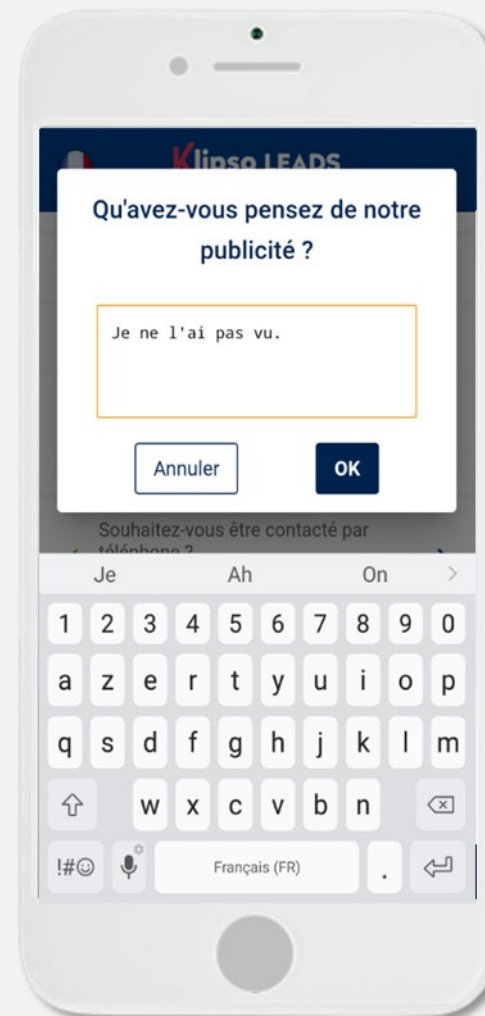 Klipso LEADS
Qu'avez-vous pensez de notre
publicité ?
Je ne l'ai pas vu.
Annuler
OK
Souhaitez-vous être contacté par
téléphone ?
Je Ah On >
1 2 3 4 5 6 7 8 9 0
a z e r t y u i o p
q s d f g h j k l m
w x c v b n
!#☺ Français (FR) .